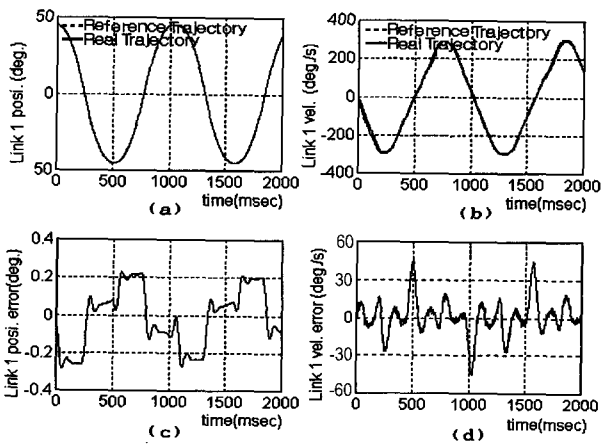 50
0
50
Link 1 posi. (deg.)
Reference Trajectory
Real Trajectory
0 500 1000 1500 2000
time(msec)
(a)
400
200
0
-200
-400
Link 1 vel. (deg./s)
Reference Trajectory
Real Trajectory
0 500 1000 1500 2000
time(msec)
(b)
0.4
0.2
0
-0.2
-0.4
Link 1 posi. error(deg.)
0 500 1000 1500 2000
time(msec)
(c)
60
30
0
-30
-60
Link 1 vel. error (deg./s)
0 500 1000 1500 2000
time(msec)
(d)